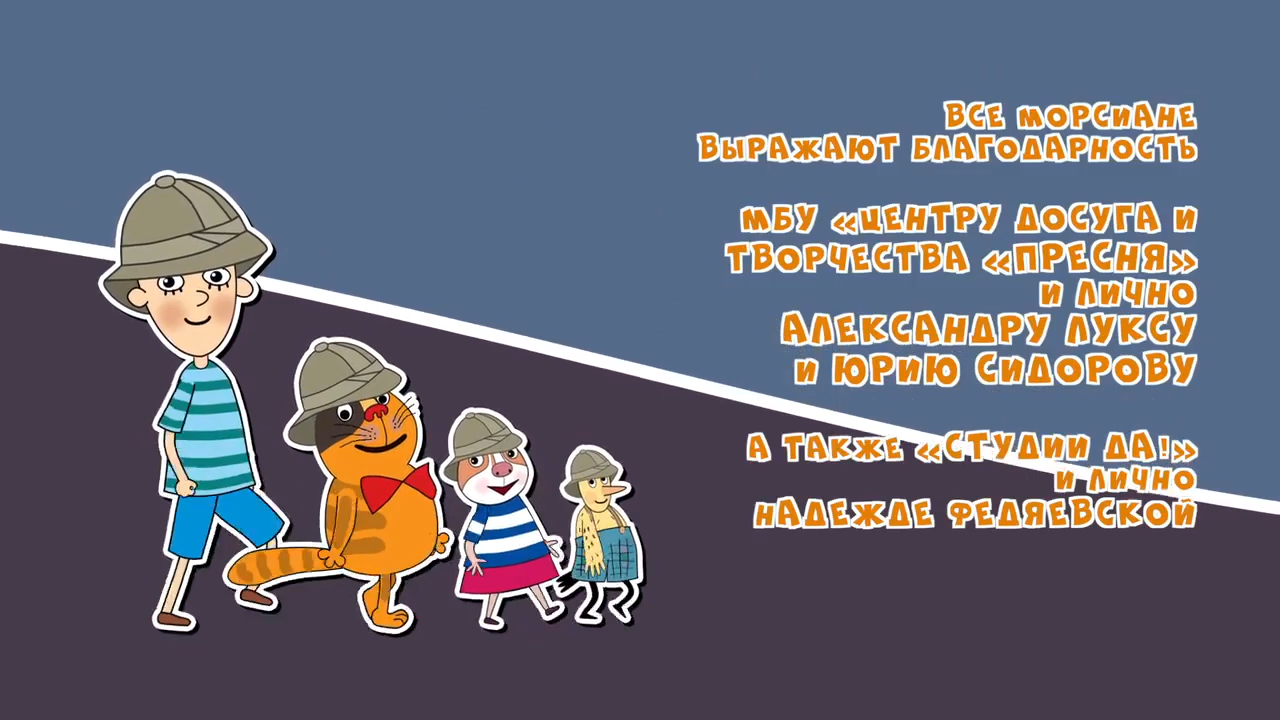 ВСЕ МОРСИАНЕ
ВЫРАЖАЮТ БЛАГОДАРНОСТЬ
МБУ «ЦЕНТРУ ДОСУГА И
ТВОРЧЕСТВА «ПРЕСНЯ»
И ЛИЧНО
АЛЕКСАНДРУ ЛУКСУ
И ЮРИЮ СИДОРОВУ
А ТАКЖЕ «СТУДИИ ДА!»
И ЛИЧНО
НАДЕЖДЕ ФЕДЯЕВСКОЙ